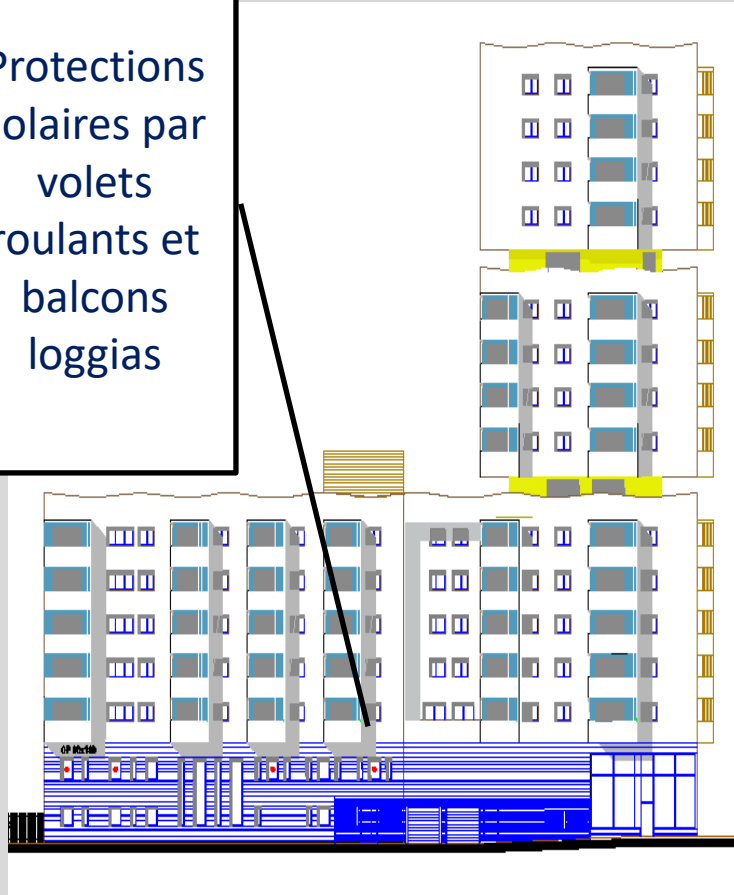 Protections
olaires par
volets
roulants et
balcons
loggias